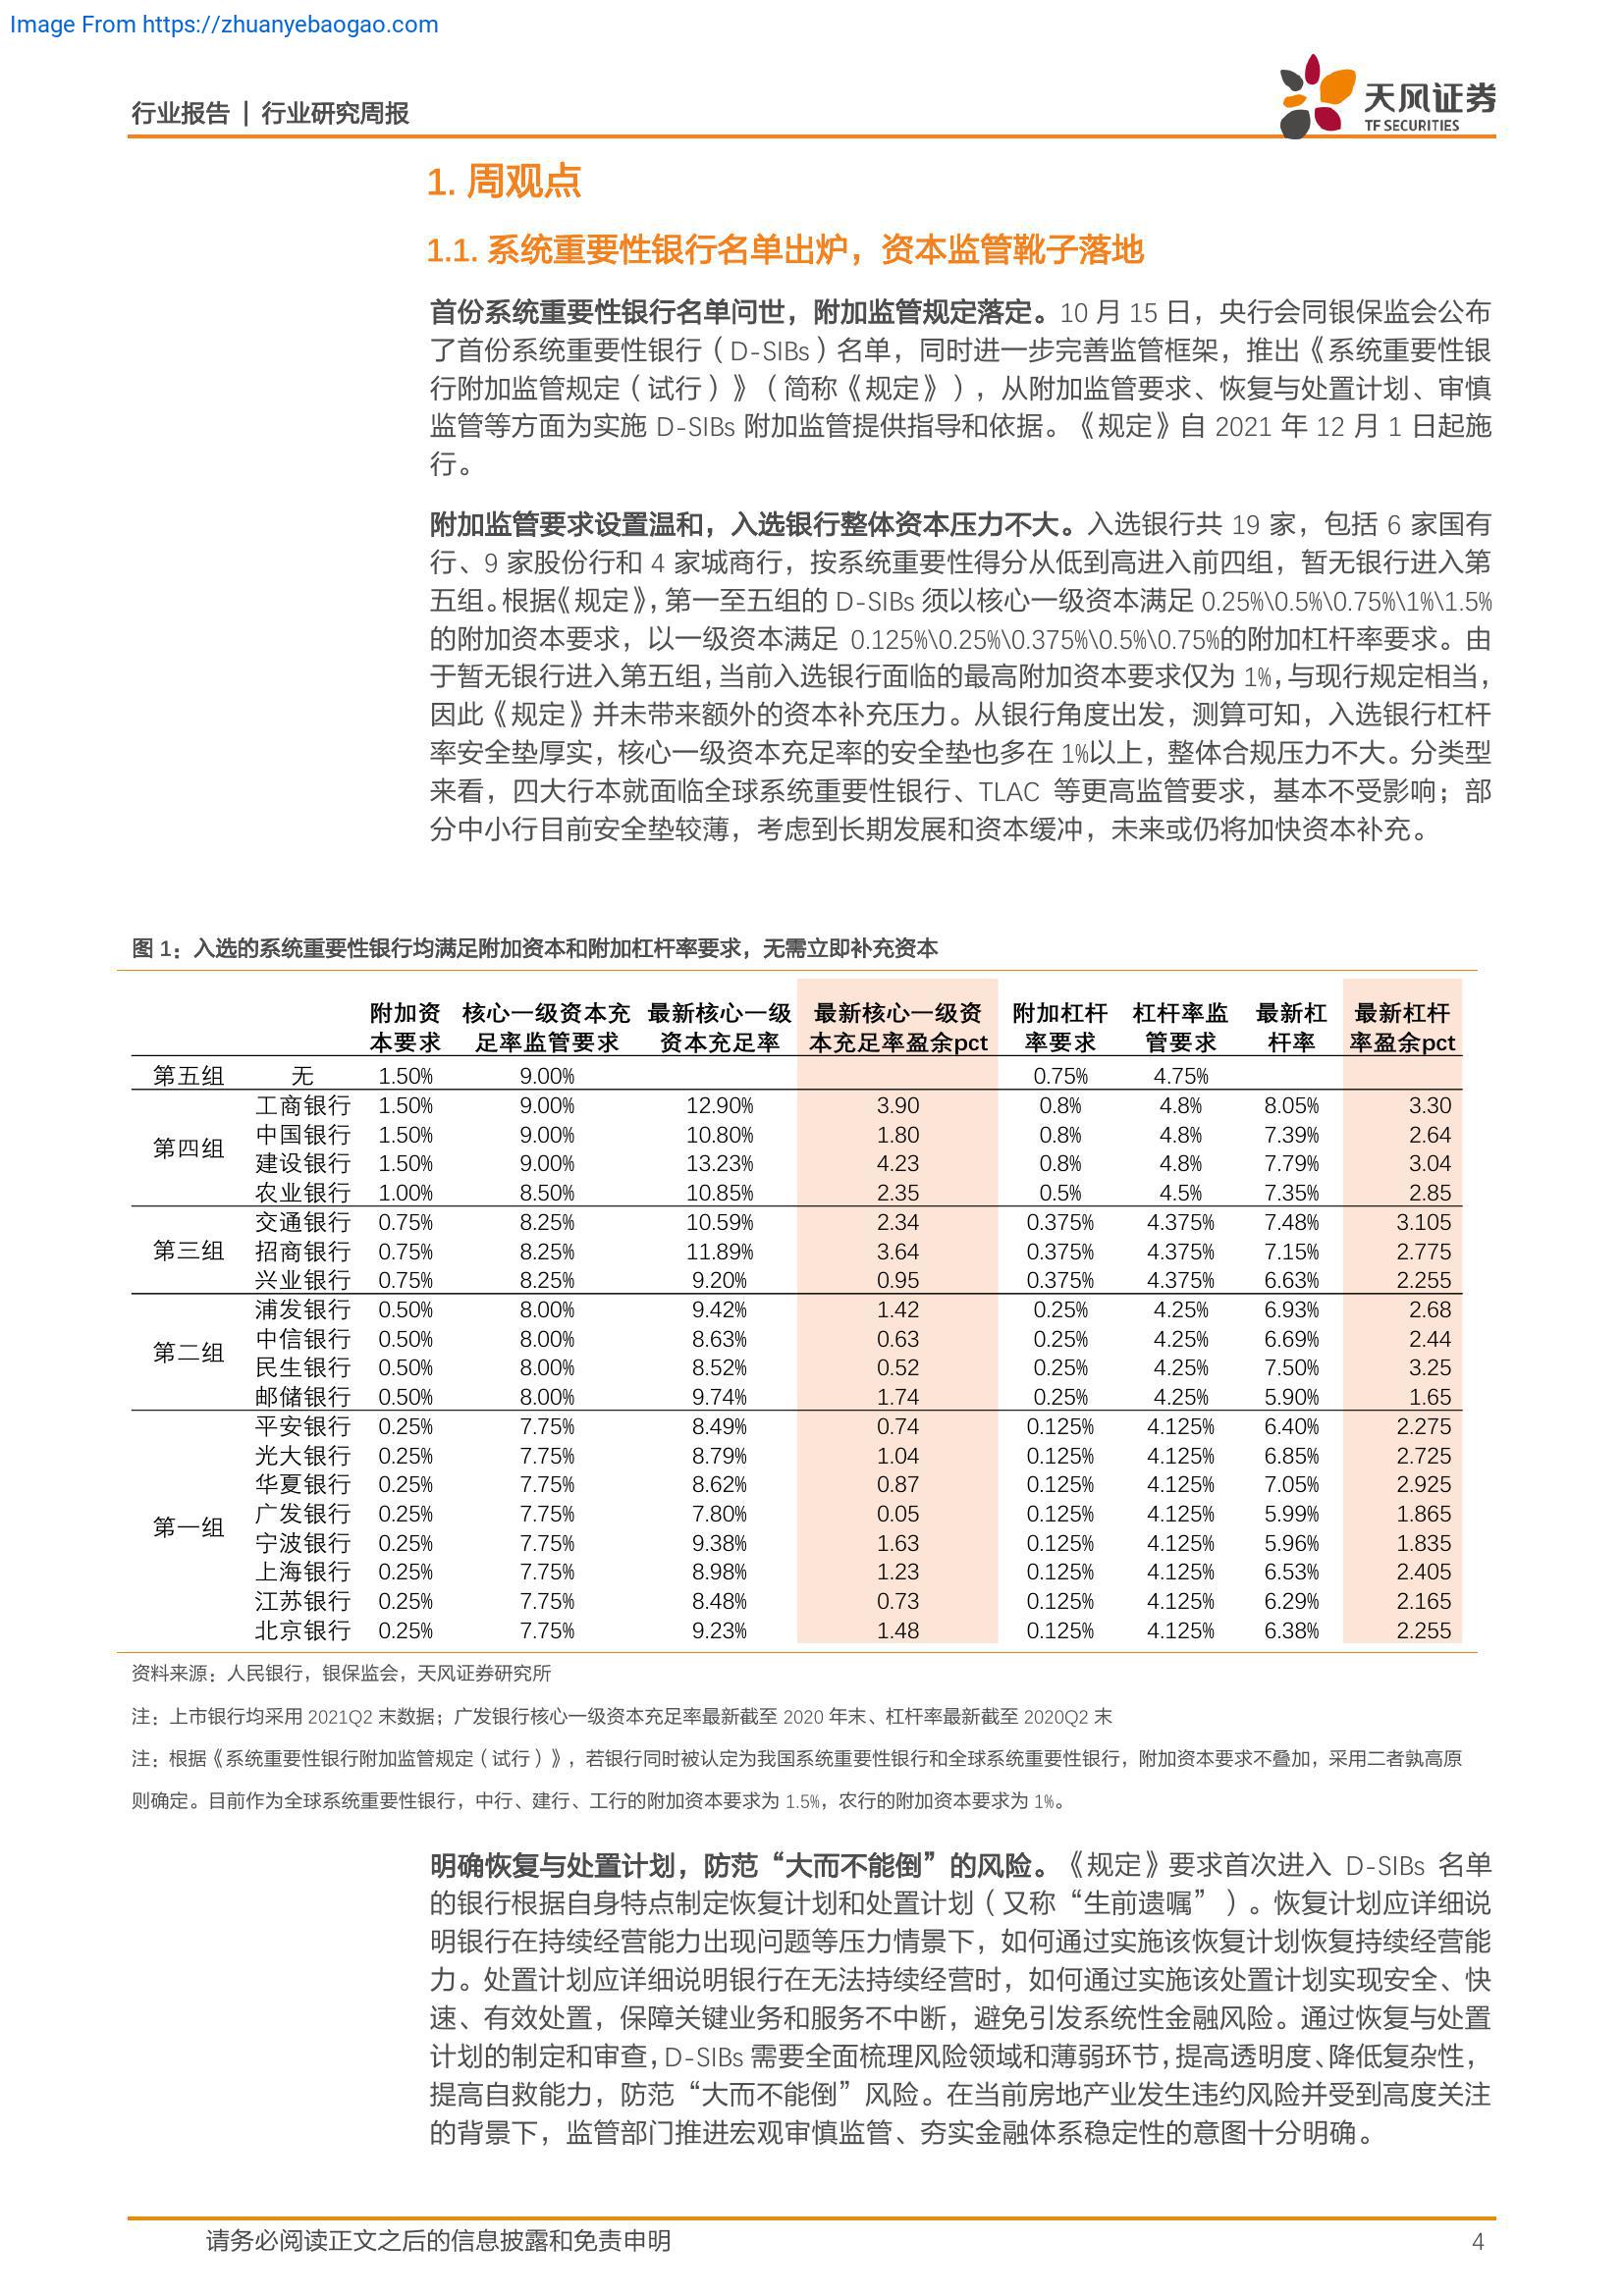 Image From https://zhuanyebaogao.com
行业报告 | 行业研究周报
天风证券
TF SECURITIES
1. 周观点
1.1. 系统重要性银行名单出炉，资本监管靴子落地
首份系统重要性银行名单问世，附加监管规定落定。10 月 15 日，央行会同银保监会公布
了首份系统重要性银行（D-SIBs）名单，同时进一步完善监管框架，推出《系统重要性银
行附加监管规定（试行）》（简称《规定》），从附加监管要求、恢复与处置计划、审慎
监管等方面为实施 D-SIBs 附加监管提供指导和依据。《规定》自 2021 年 12 月 1 日起施
行。
附加监管要求设置温和，入选银行整体资本压力不大。入选银行共 19 家，包括 6 家国有
行、9 家股份行和 4 家城商行，按系统重要性得分从低到高进入前四组，暂无银行进入第
五组。根据《规定》，第一至五组的 D-SIBs 须以核心一级资本满足 0.25%\0.5%\0.75%\1%\1.5%
的附加资本要求，以一级资本满足 0.125%\0.25%\0.375%\0.5%\0.75%的附加杠杆率要求。由
于暂无银行进入第五组，当前入选银行面临的最高附加资本要求仅为 1%，与现行规定相当，
因此《规定》并未带来额外的资本补充压力。从银行角度出发，测算可知，入选银行杠杆
率安全垫厚实，核心一级资本充足率的安全垫也多在 1%以上，整体合规压力不大。分类型
来看，四大行本就面临全球系统重要性银行、TLAC 等更高监管要求，基本不受影响；部
分中小行目前安全垫较薄，考虑到长期发展和资本缓冲，未来或仍将加快资本补充。
图 1：入选的系统重要性银行均满足附加资本和附加杠杆率要求，无需立即补充资本
附加资 核心一级资本充 最新核心一级 最新核心一级资 附加杠杆 杠杆率监 最新杠 最新杠杆
本要求 足率监管要求 资本充足率 本充足率盈余pct 率要求 管要求 杆率 率盈余pct
第五组 无 1.50% 9.00% 0.75% 4.75%
第四组 工商银行 1.50% 9.00% 12.90% 3.90 0.8% 4.8% 8.05% 3.30
中国银行 1.50% 9.00% 10.80% 1.80 0.8% 4.8% 7.39% 2.64
建设银行 1.50% 9.00% 13.23% 4.23 0.8% 4.8% 7.79% 3.04
农业银行 1.00% 8.50% 10.85% 2.35 0.5% 4.5% 7.35% 2.85
第三组 交通银行 0.75% 8.25% 10.59% 2.34 0.375% 4.375% 7.48% 3.105
招商银行 0.75% 8.25% 11.89% 3.64 0.375% 4.375% 7.15% 2.775
兴业银行 0.75% 8.25% 9.20% 0.95 0.375% 4.375% 6.63% 2.255
第二组 浦发银行 0.50% 8.00% 9.42% 1.42 0.25% 4.25% 6.93% 2.68
中信银行 0.50% 8.00% 8.63% 0.63 0.25% 4.25% 6.69% 2.44
民生银行 0.50% 8.00% 8.52% 0.52 0.25% 4.25% 7.50% 3.25
邮储银行 0.50% 8.00% 9.74% 1.74 0.25% 4.25% 5.90% 1.65
第一组 平安银行 0.25% 7.75% 8.49% 0.74 0.125% 4.125% 6.40% 2.275
光大银行 0.25% 7.75% 8.79% 1.04 0.125% 4.125% 6.85% 2.725
华夏银行 0.25% 7.75% 8.62% 0.87 0.125% 4.125% 7.05% 2.925
广发银行 0.25% 7.75% 7.80% 0.05 0.125% 4.125% 5.99% 1.865
宁波银行 0.25% 7.75% 9.38% 1.63 0.125% 4.125% 5.96% 1.835
上海银行 0.25% 7.75% 8.98% 1.23 0.125% 4.125% 6.53% 2.405
江苏银行 0.25% 7.75% 8.48% 0.73 0.125% 4.125% 6.29% 2.165
北京银行 0.25% 7.75% 9.23% 1.48 0.125% 4.125% 6.38% 2.255
资料来源：人民银行，银保监会，天风证券研究所
注：上市银行均采用 2021Q2 末数据；广发银行核心一级资本充足率最新截至 2020 年末、杠杆率最新截至 2020Q2 末
注：根据《系统重要性银行附加监管规定（试行）》，若银行同时被认定为我国系统重要性银行和全球系统重要性银行，附加资本要求不叠加，采用二者孰高原
则确定。目前作为全球系统重要性银行，中行、建行、工行的附加资本要求为 1.5%，农行的附加资本要求为 1%。
明确恢复与处置计划，防范“大而不能倒”的风险。《规定》要求首次进入 D-SIBs 名单
的银行根据自身特点制定恢复计划和处置计划（又称“生前遗嘱”）。恢复计划应详细说
明银行在持续经营能力出现问题等压力情景下，如何通过实施该恢复计划恢复持续经营能
力。处置计划应详细说明银行在无法持续经营时，如何通过实施该处置计划实现安全、快
速、有效处置，保障关键业务和服务不中断，避免引发系统性金融风险。通过恢复与处置
计划的制定和审查，D-SIBs 需要全面梳理风险领域和薄弱环节，提高透明度、降低复杂性，
提高自救能力，防范“大而不能倒”风险。在当前房地产业发生违约风险并受到高度关注
的背景下，监管部门推进宏观审慎监管、夯实金融体系稳定性的意图十分明确。
请务必阅读正文之后的信息披露和免责申明 4